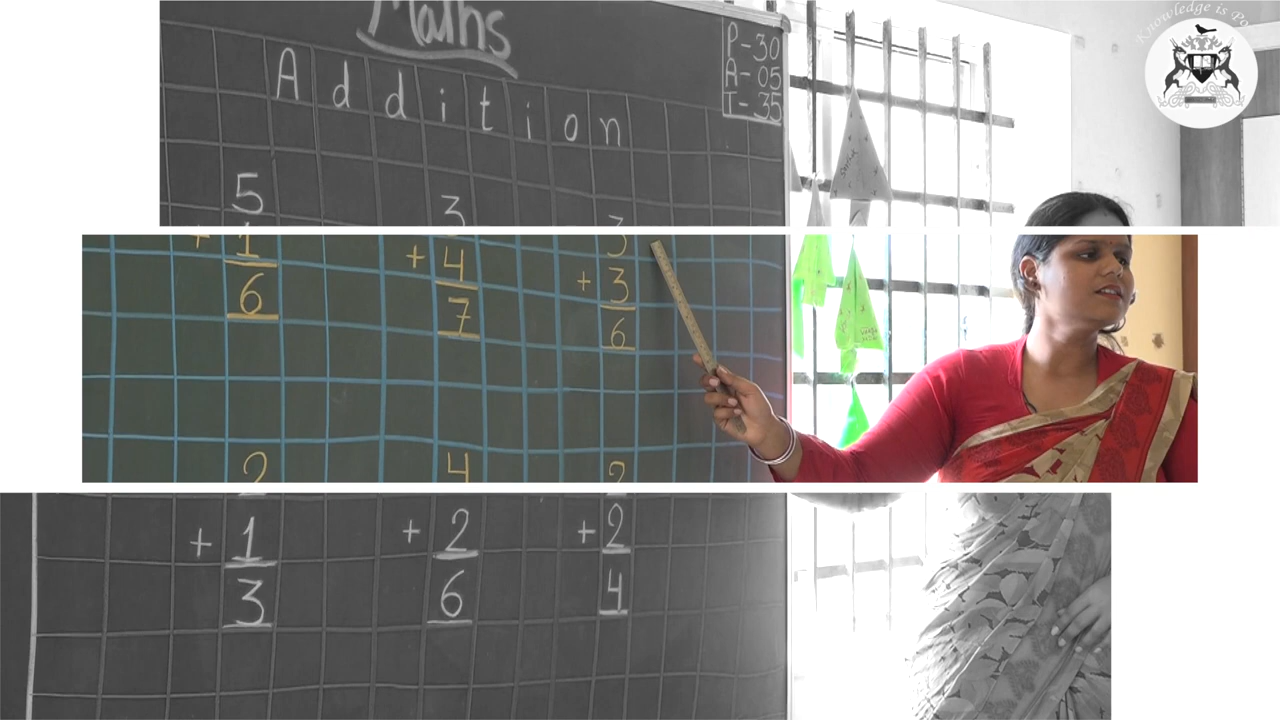 Knowledge is Po
Maths
P-30
A-05
T-35
Addition
5 3 3
+1 +4 +3
6 7 6
2 4 2
+1 +2 +2
3 6 4